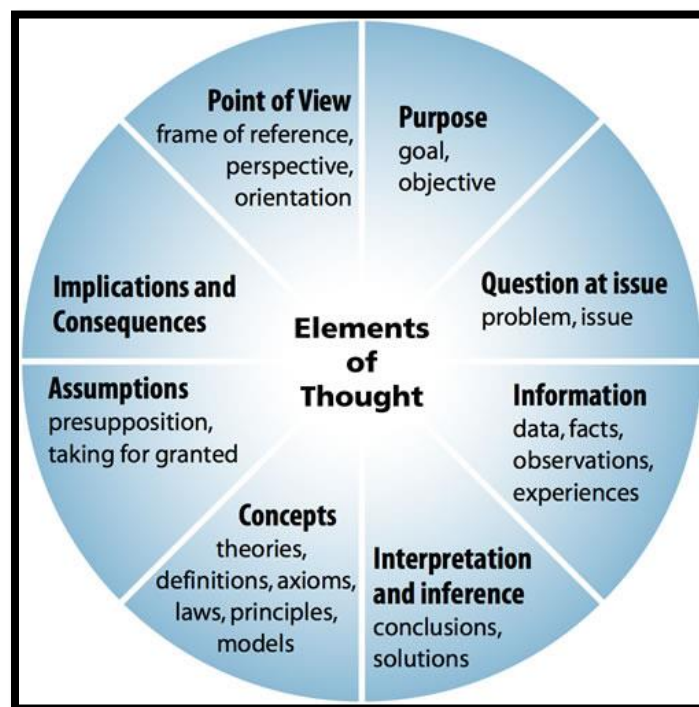 Point of View
frame of reference,
perspective,
orientation
Purpose
goal,
objective
Question at issue
problem, issue
Information
data, facts,
observations,
experiences
Interpretation
and inference
conclusions,
solutions
Concepts
theories,
definitions, axioms,
laws, principles,
models
Assumptions
presupposition,
taking for granted
Implications and
Consequences
Elements
of
Thought